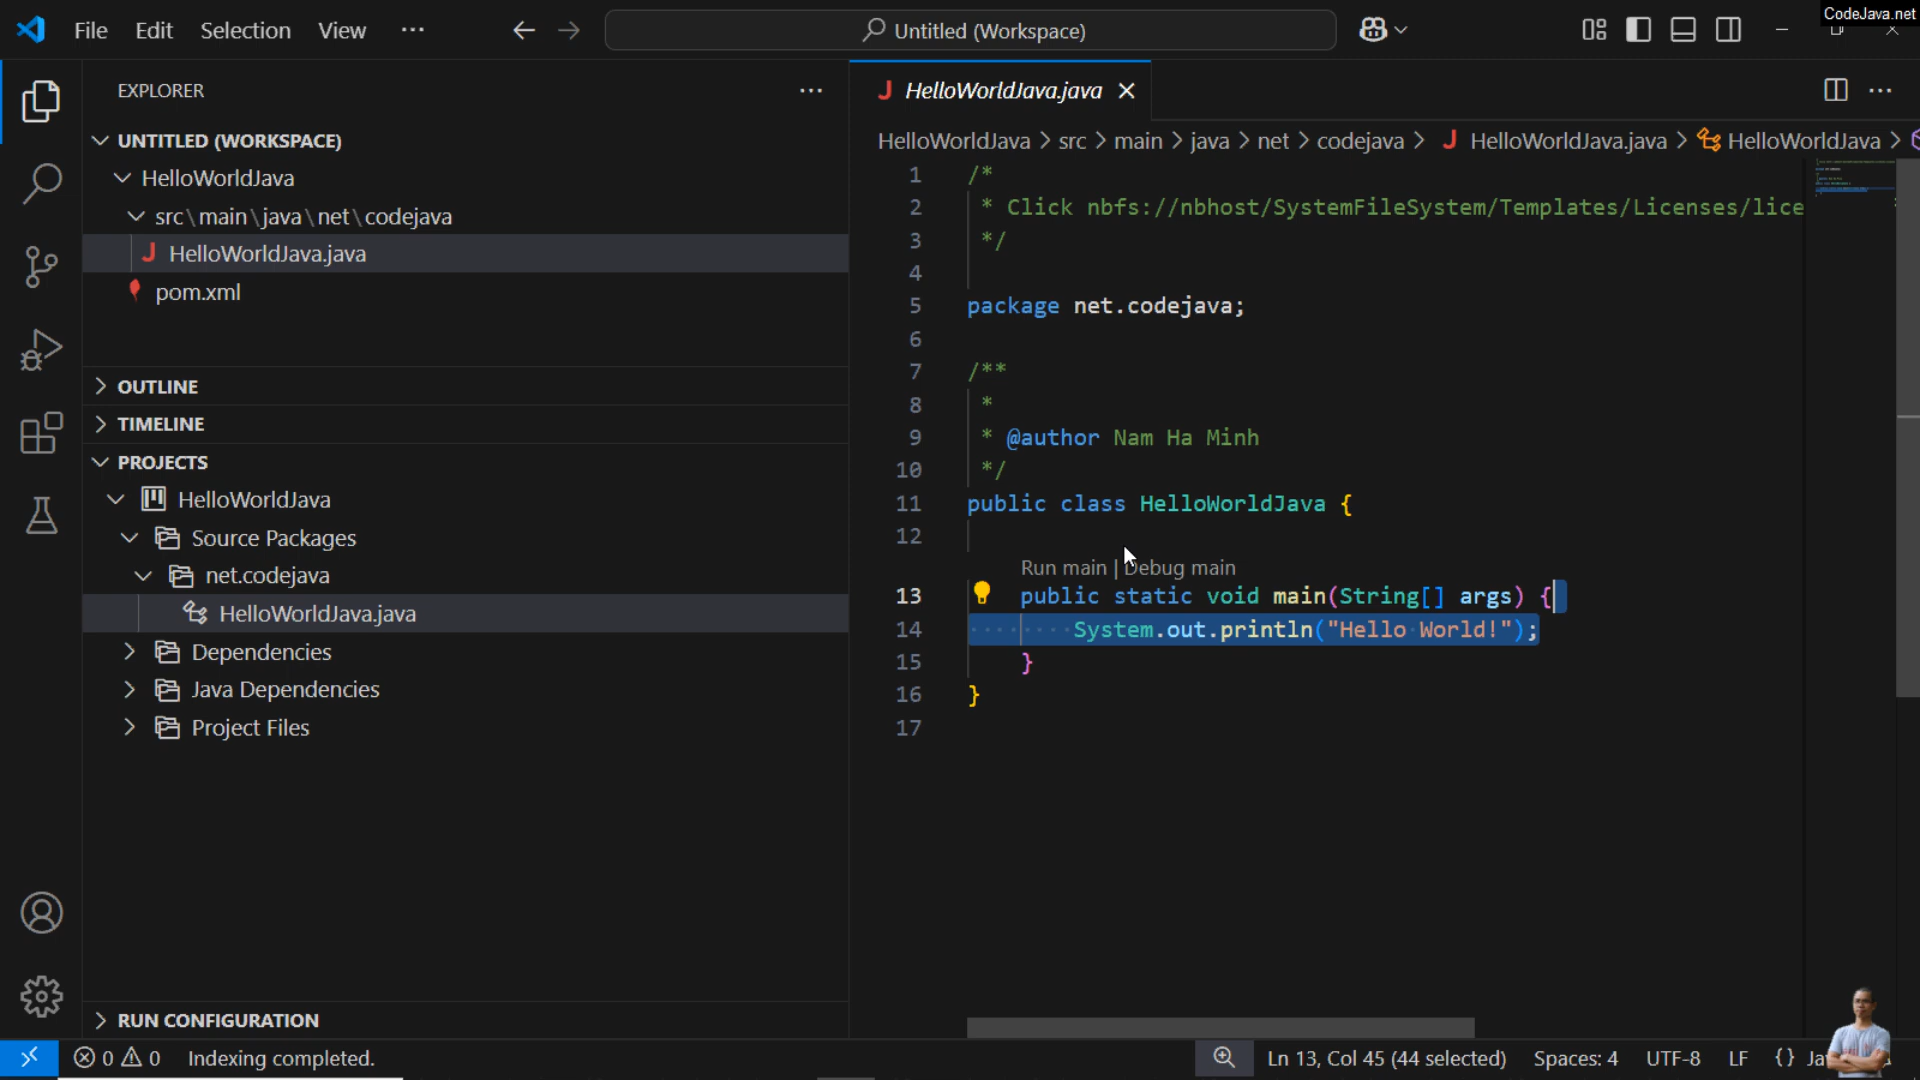 CodeJava.net
File Edit Selection View ···
Untitled (Workspace)
EXPLORER ···
UNTITLED (WORKSPACE)
HelloWorldJava
src\main\java\net\codejava
J HelloWorldJava.java
pom.xml
OUTLINE
TIMELINE
PROJECTS
HelloWorldJava
Source Packages
net.codejava
HelloWorldJava.java
Dependencies
Java Dependencies
Project Files
RUN CONFIGURATION
J HelloWorldJava.java
HelloWorldJava > src > main > java > net > codejava > J HelloWorldJava.java > HelloWorldJava >
1 /*
2 * Click nbfs://nbhost/SystemFileSystem/Templates/Licenses/lice
3 */
4
5 package net.codejava;
6
7 /**
8 *
9 * @author Nam Ha Minh
10 */
11 public class HelloWorldJava {
12
Run main | Debug main
13 public static void main(String[] args) {
14 System.out.println("Hello World!");
15 }
16 }
17
0 0 Indexing completed. Ln 13, Col 45 (44 selected) Spaces: 4 UTF-8 LF {}